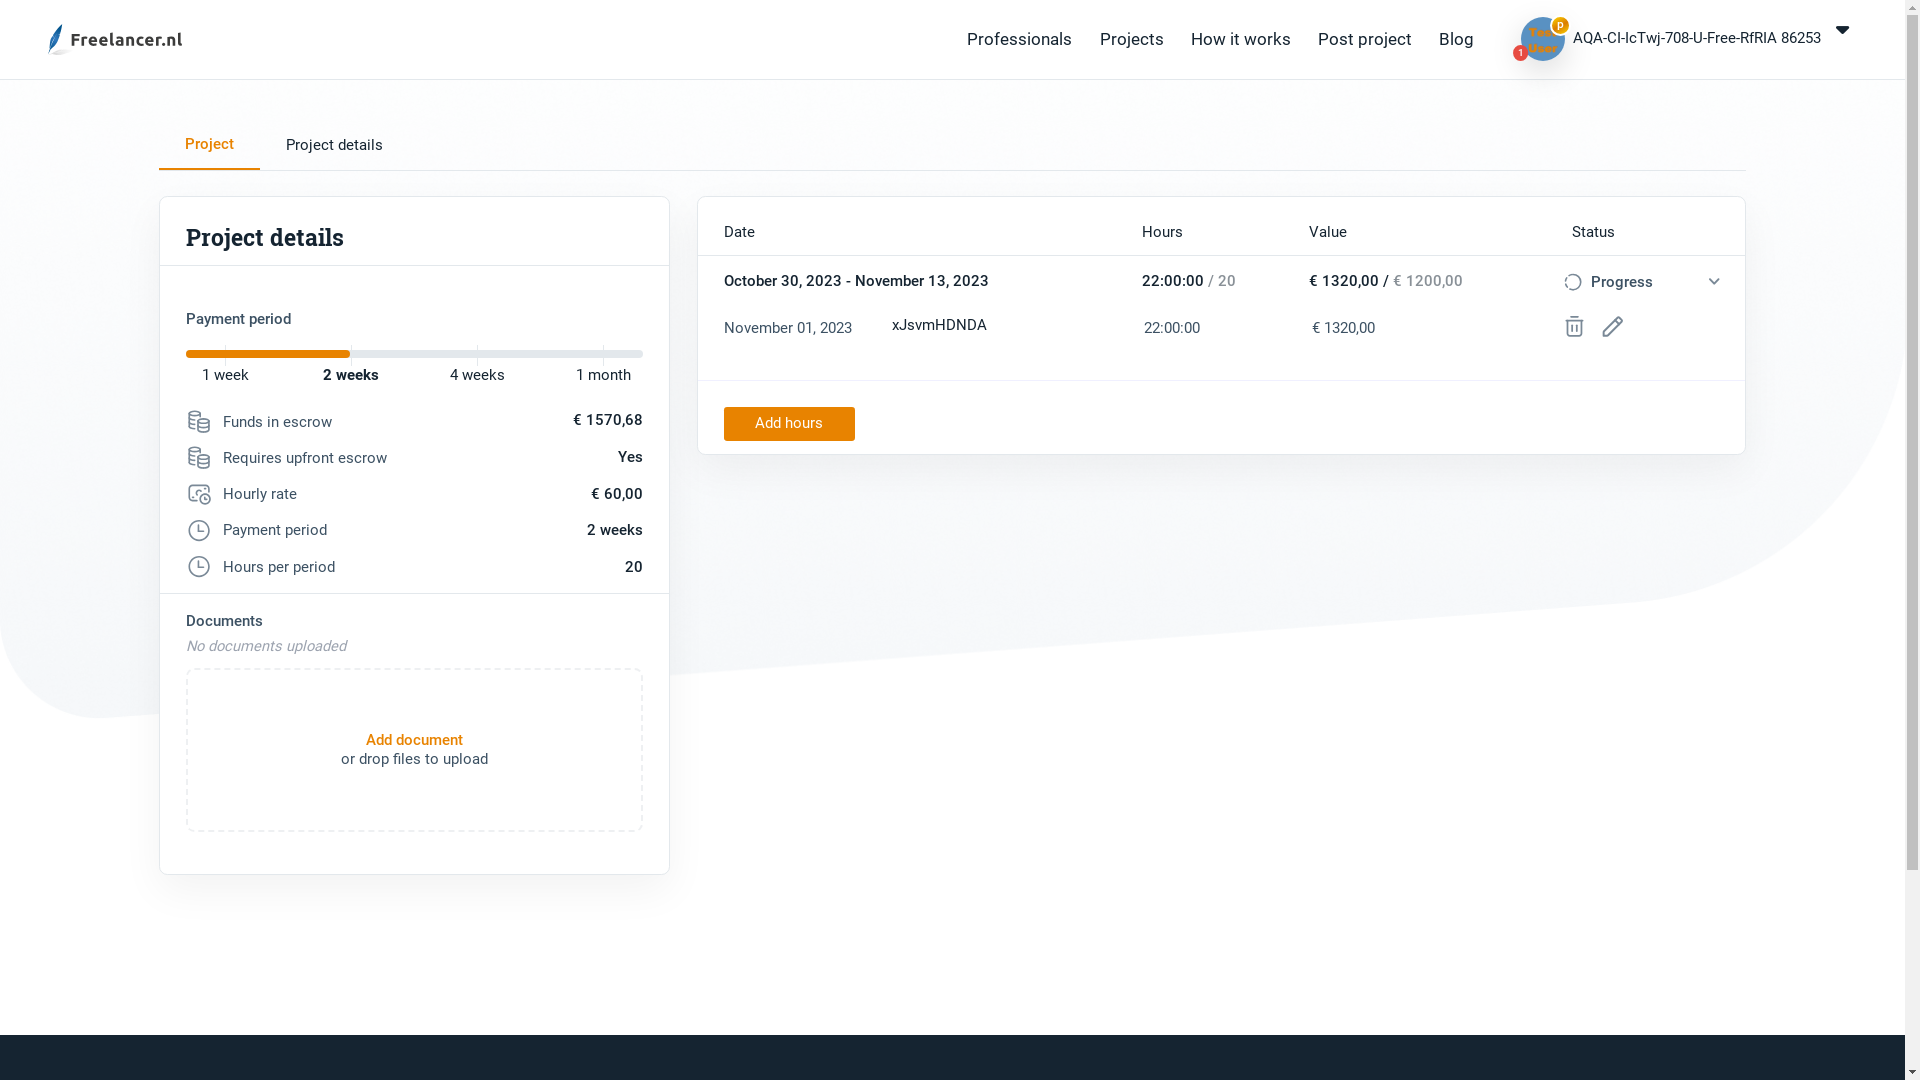 Freelancer.nl
Professionals
Projects
How it works
Post project
Blog
Test
User
p
1
AQA-CI-IcTwj-708-U-Free-RfRIA 86253
Project
Project details
Project details
Payment period
1 week
2 weeks
4 weeks
1 month
Funds in escrow
€ 1570,68
Requires upfront escrow
Yes
Hourly rate
€ 60,00
Payment period
2 weeks
Hours per period
20
Documents
No documents uploaded
Add document
or drop files to upload
Date
Hours
Value
Status
October 30, 2023 - November 13, 2023
22:00:00 / 20
€ 1320,00 / € 1200,00
Progress
November 01, 2023
xJsvmHDNDA
22:00:00
€ 1320,00
Add hours